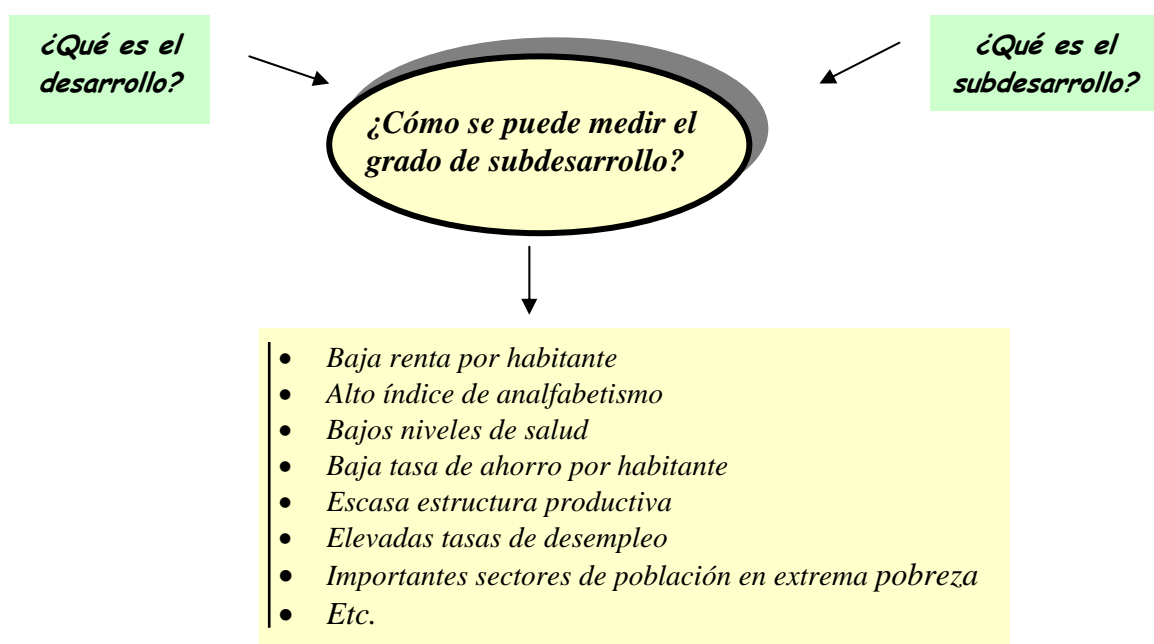 ¿Qué es el
desarrollo?
¿Qué es el
subdesarrollo?
¿Cómo se puede medir el
grado de subdesarrollo?
• Baja renta por habitante
• Alto índice de analfabetismo
• Bajos niveles de salud
• Baja tasa de ahorro por habitante
• Escasa estructura productiva
• Elevadas tasas de desempleo
• Importantes sectores de población en extrema pobreza
• Etc.